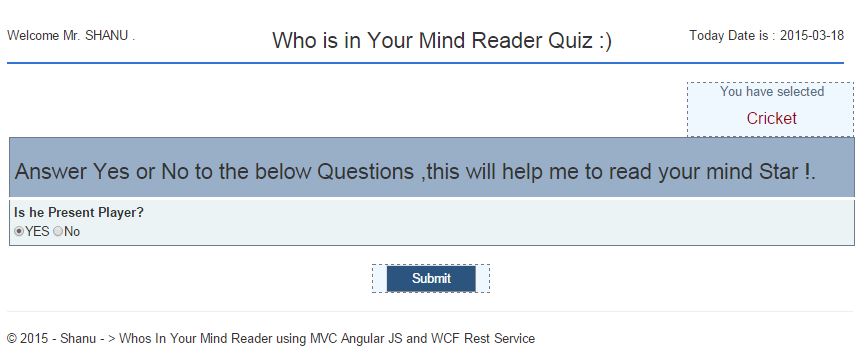 Welcome Mr. SHANU .
Who is in Your Mind Reader Quiz :)
Today Date is : 2015-03-18
You have selected
Cricket
Answer Yes or No to the below Questions ,this will help me to read your mind Star !.
Is he Present Player?
YES No
Submit
© 2015 - Shanu - > Whos In Your Mind Reader using MVC Angular JS and WCF Rest Service